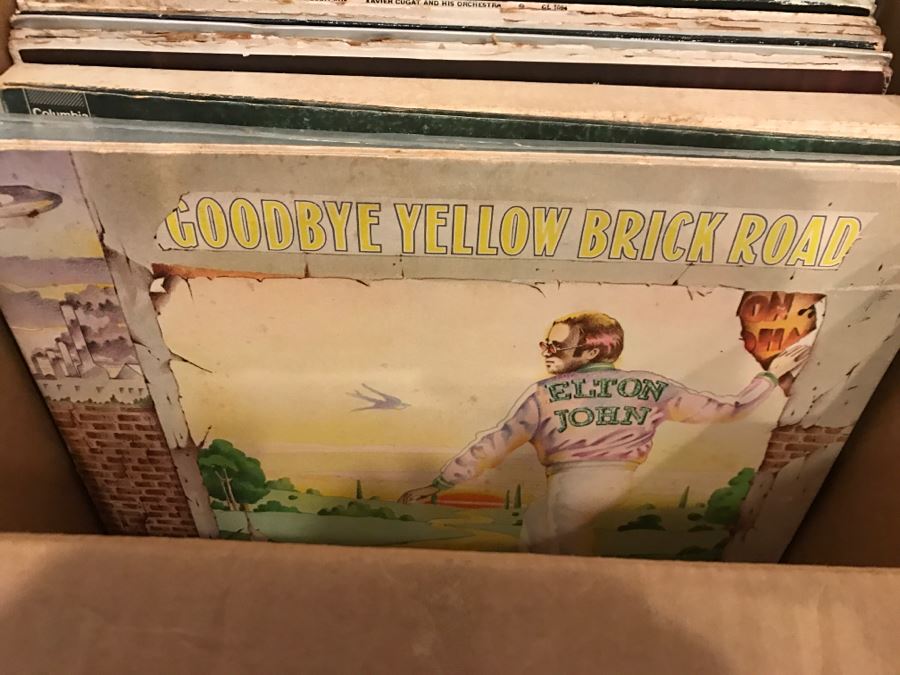 XAVIER CUGAT AND HIS ORCHESTRA
Columbia
GOODBYE YELLOW BRICK ROAD
ELTON
JOHN